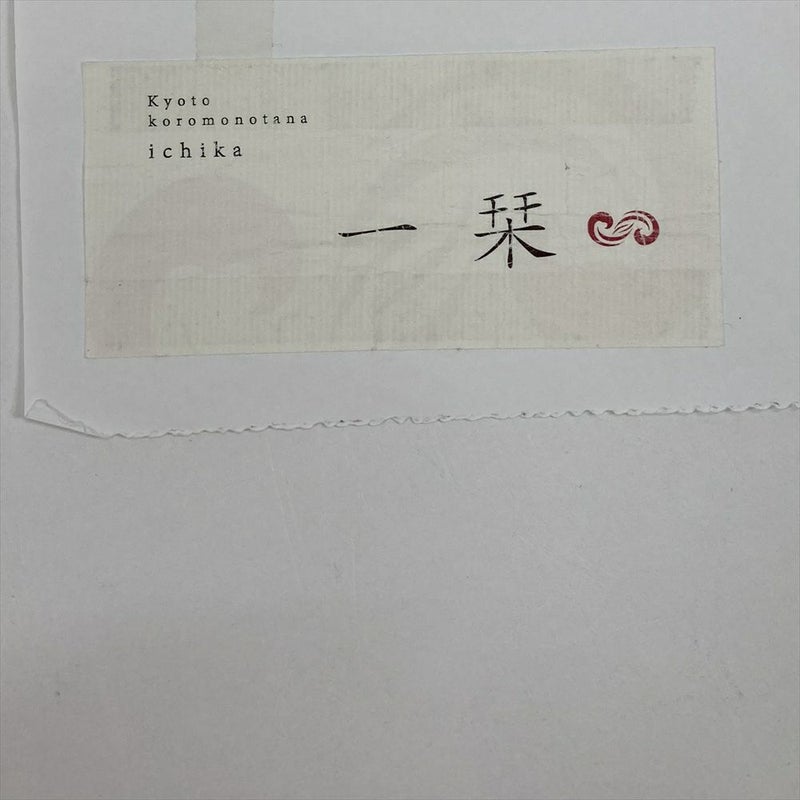 Kyoto
koromonotana
ichika
一 栞